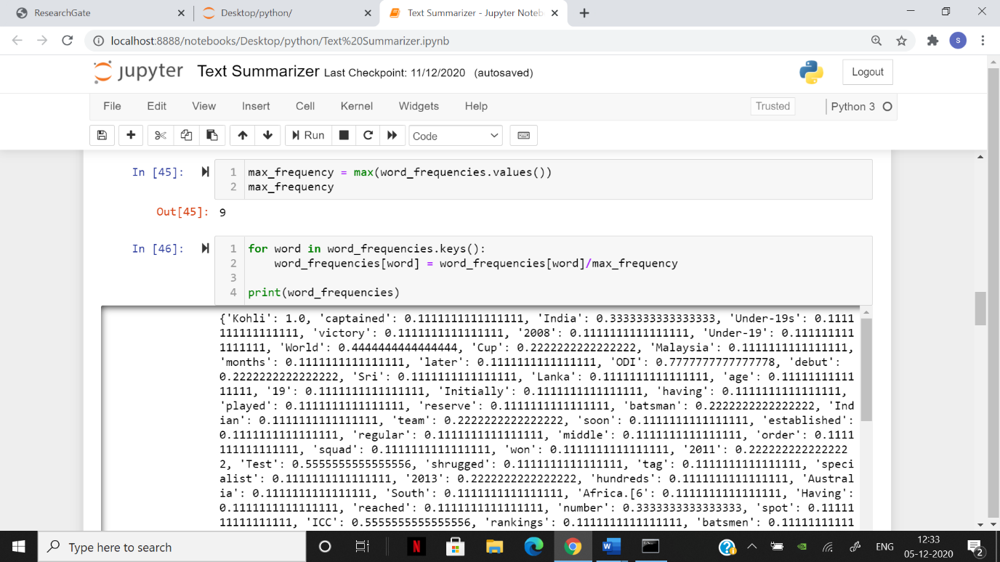 ResearchGate
Desktop/python/
Text Summarizer - Jupyter Noteb
localhost:8888/notebooks/Desktop/python/Text%20Summarizer.ipynb
S
jupyter Text Summarizer Last Checkpoint: 11/12/2020 (autosaved)
Logout
File Edit View Insert Cell Kernel Widgets Help
Trusted
Python 3
Run
Code
In [45]:
1 max_frequency = max(word_frequencies.values())
2 max_frequency
Out[45]: 9
In [46]:
1 for word in word_frequencies.keys():
2     word_frequencies[word] = word_frequencies[word]/max_frequency
3
4 print(word_frequencies)
{'Kohli': 1.0, 'captained': 0.1111111111111111, 'India': 0.3333333333333333, 'Under-19s': 0.1111
111111111111, 'victory': 0.1111111111111111, '2008': 0.1111111111111111, 'Under-19': 0.111111111
1111111, 'World': 0.4444444444444444, 'Cup': 0.2222222222222222, 'Malaysia': 0.1111111111111111,
'months': 0.1111111111111111, 'later': 0.1111111111111111, 'ODI': 0.7777777777777778, 'debut':
0.2222222222222222, 'Sri': 0.1111111111111111, 'Lanka': 0.1111111111111111, 'age': 0.11111111111
11111, '19': 0.1111111111111111, 'Initially': 0.1111111111111111, 'having': 0.1111111111111111,
'played': 0.1111111111111111, 'reserve': 0.1111111111111111, 'batsman': 0.2222222222222222, 'Ind
ian': 0.1111111111111111, 'team': 0.2222222222222222, 'soon': 0.1111111111111111, 'established':
0.1111111111111111, 'regular': 0.1111111111111111, 'middle': 0.1111111111111111, 'order': 0.1111
111111111111, 'squad': 0.1111111111111111, 'won': 0.1111111111111111, '2011': 0.222222222222222
2, 'Test': 0.5555555555555556, 'shrugged': 0.1111111111111111, 'tag': 0.1111111111111111, 'speci
alist': 0.1111111111111111, '2013': 0.2222222222222222, 'hundreds': 0.1111111111111111, 'Austral
ia': 0.1111111111111111, 'South': 0.1111111111111111, 'Africa.[6': 0.1111111111111111, 'Having':
0.1111111111111111, 'reached': 0.1111111111111111, 'number': 0.3333333333333333, 'spot': 0.11111
11111111111, 'ICC': 0.5555555555555556, 'rankings': 0.1111111111111111, 'batsmen': 0.11111111111
Type here to search
N
W
ENG
12:33
05-12-2020
2